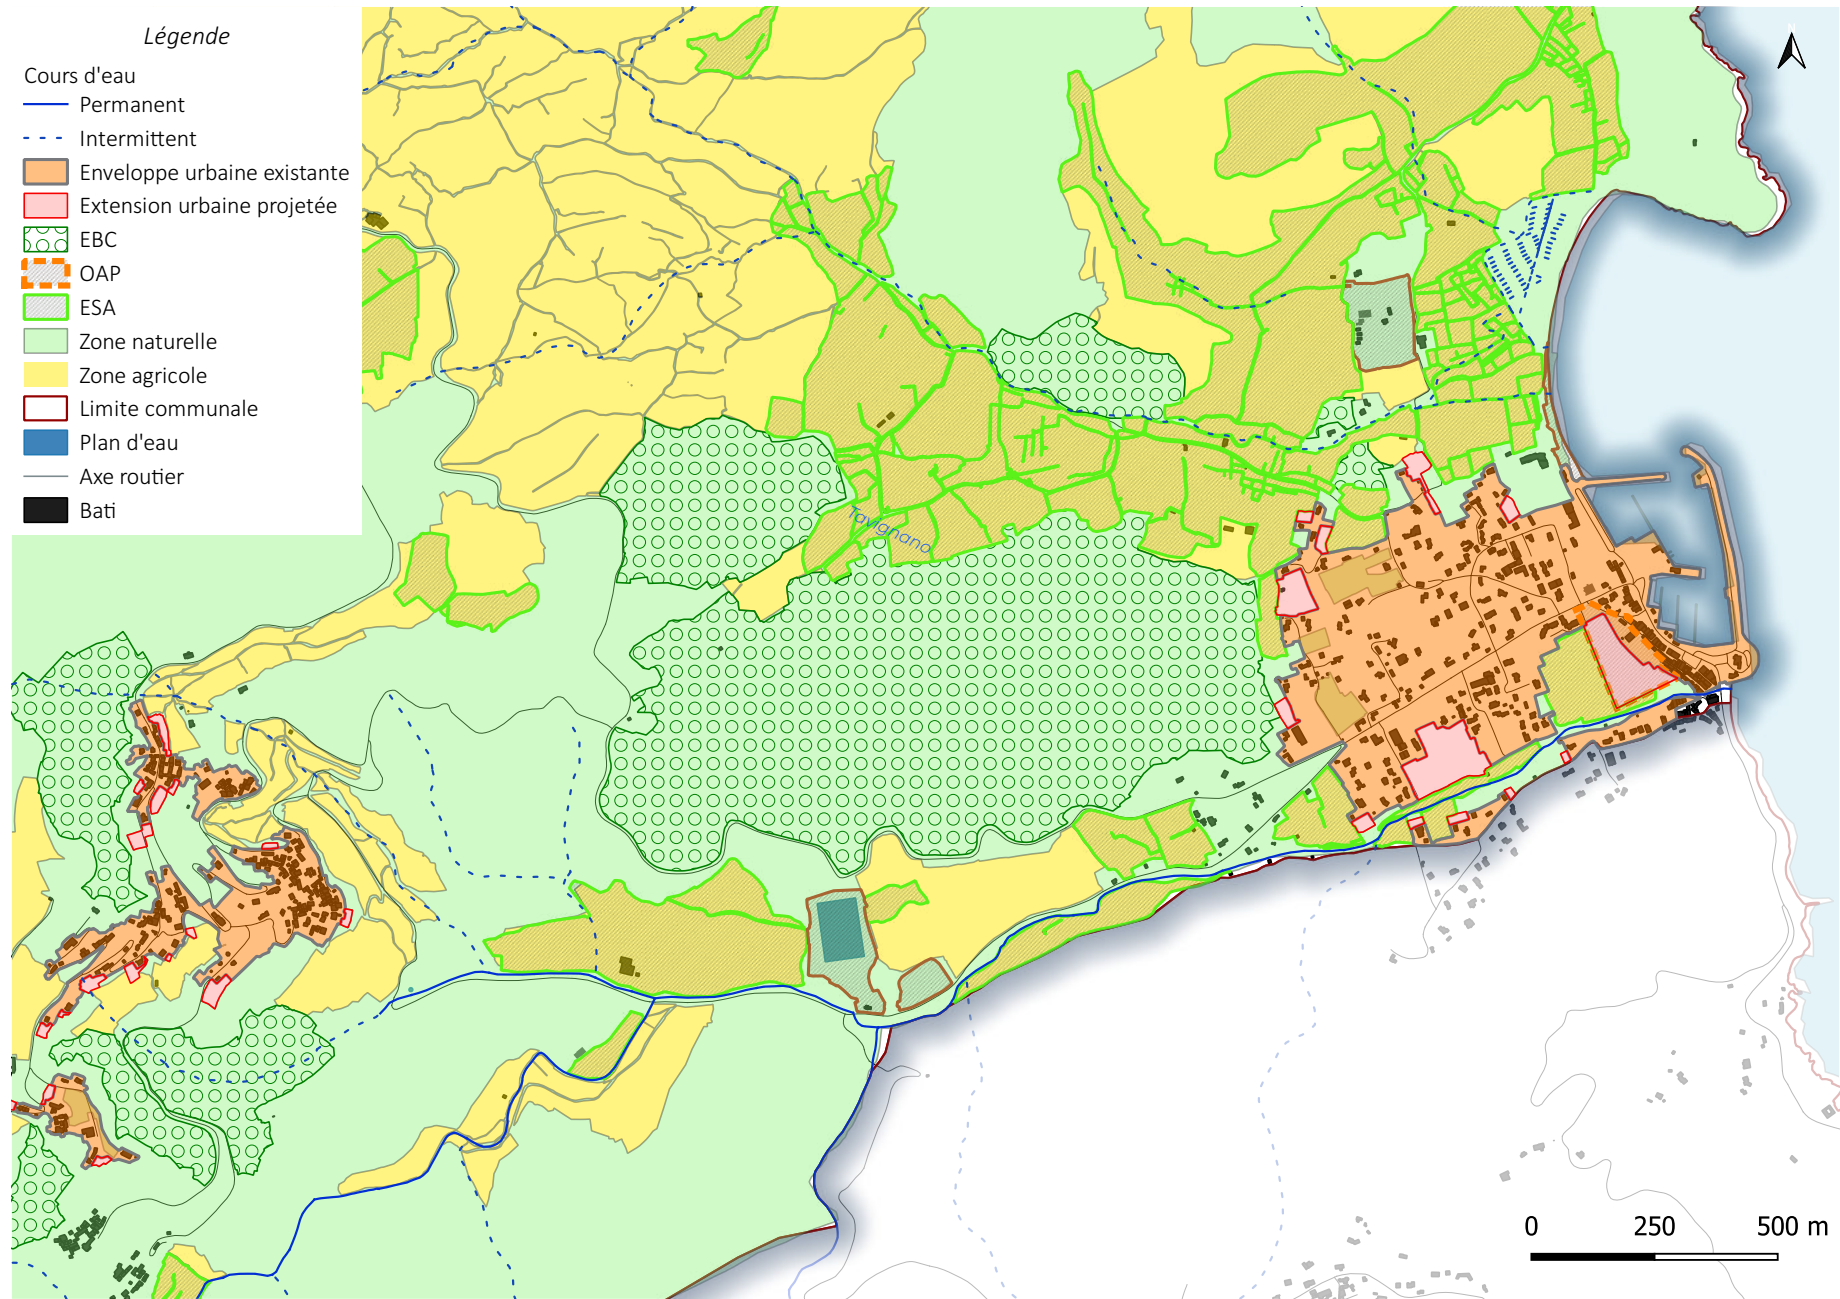 Légende
Cours d'eau
Permanent
Intermittent
Enveloppe urbaine existante
Extension urbaine projetée
EBC
OAP
ESA
Zone naturelle
Zone agricole
Limite communale
Plan d'eau
Axe routier
Bati
Tavignano
0 250 500 m